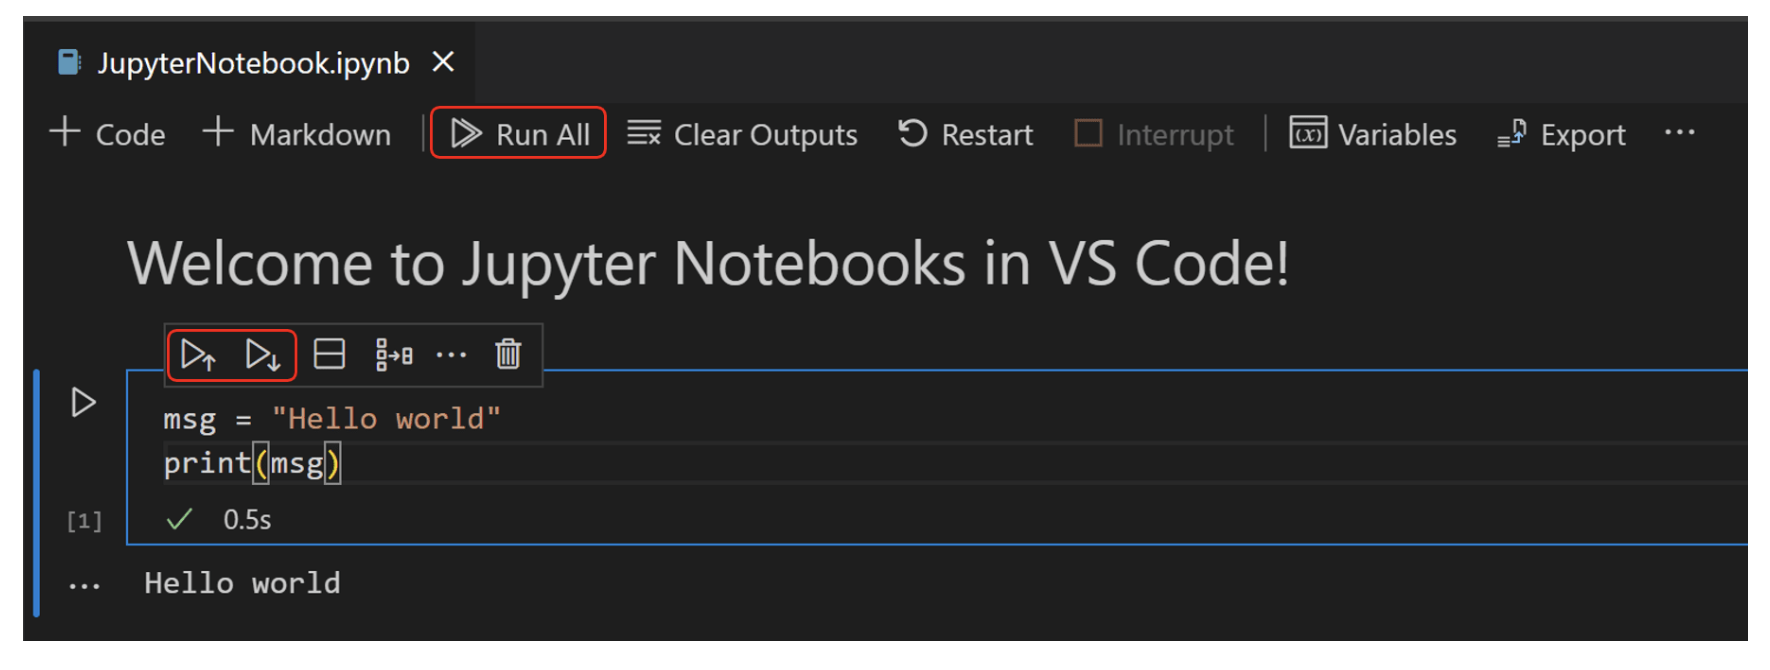 JupyterNotebook.ipynb
Code Markdown Run All Clear Outputs Restart Interrupt (x) Variables Export ...
Welcome to Jupyter Notebooks in VS Code!
...
msg = "Hello world"
print(msg)
[1] 0.5s
... Hello world